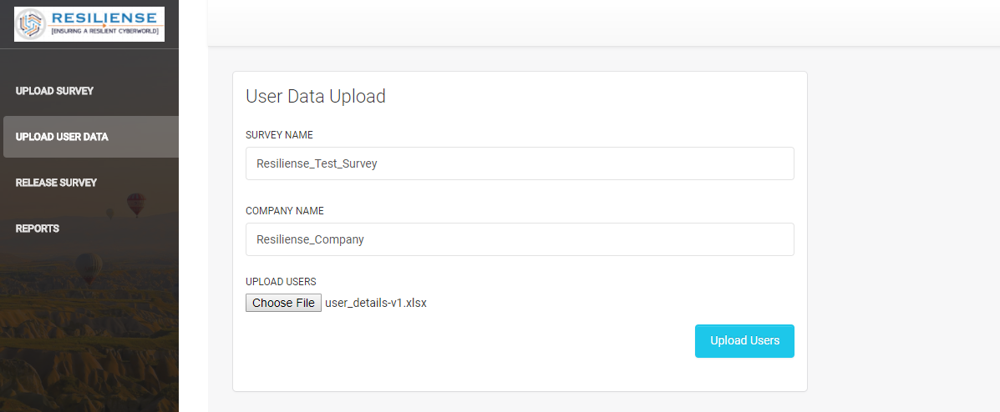 RESILIENSE
[ENSURING A RESILIENT CYBERWORLD]
UPLOAD SURVEY
UPLOAD USER DATA
RELEASE SURVEY
REPORTS
User Data Upload
SURVEY NAME
Resiliense_Test_Survey
COMPANY NAME
Resiliense_Company
UPLOAD USERS
Choose File user_details-v1.xlsx
Upload Users